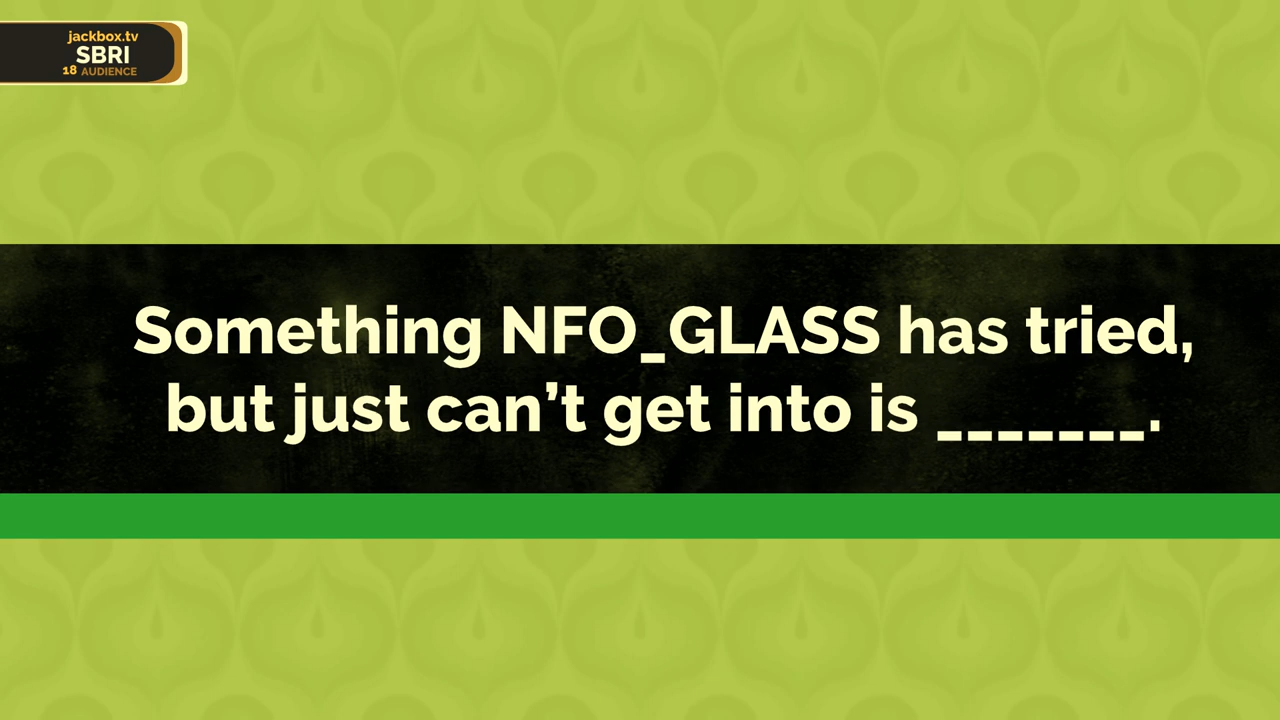 jackbox.tv
SBRI
18 AUDIENCE
Something NFO_GLASS has tried,
but just can’t get into is _______.